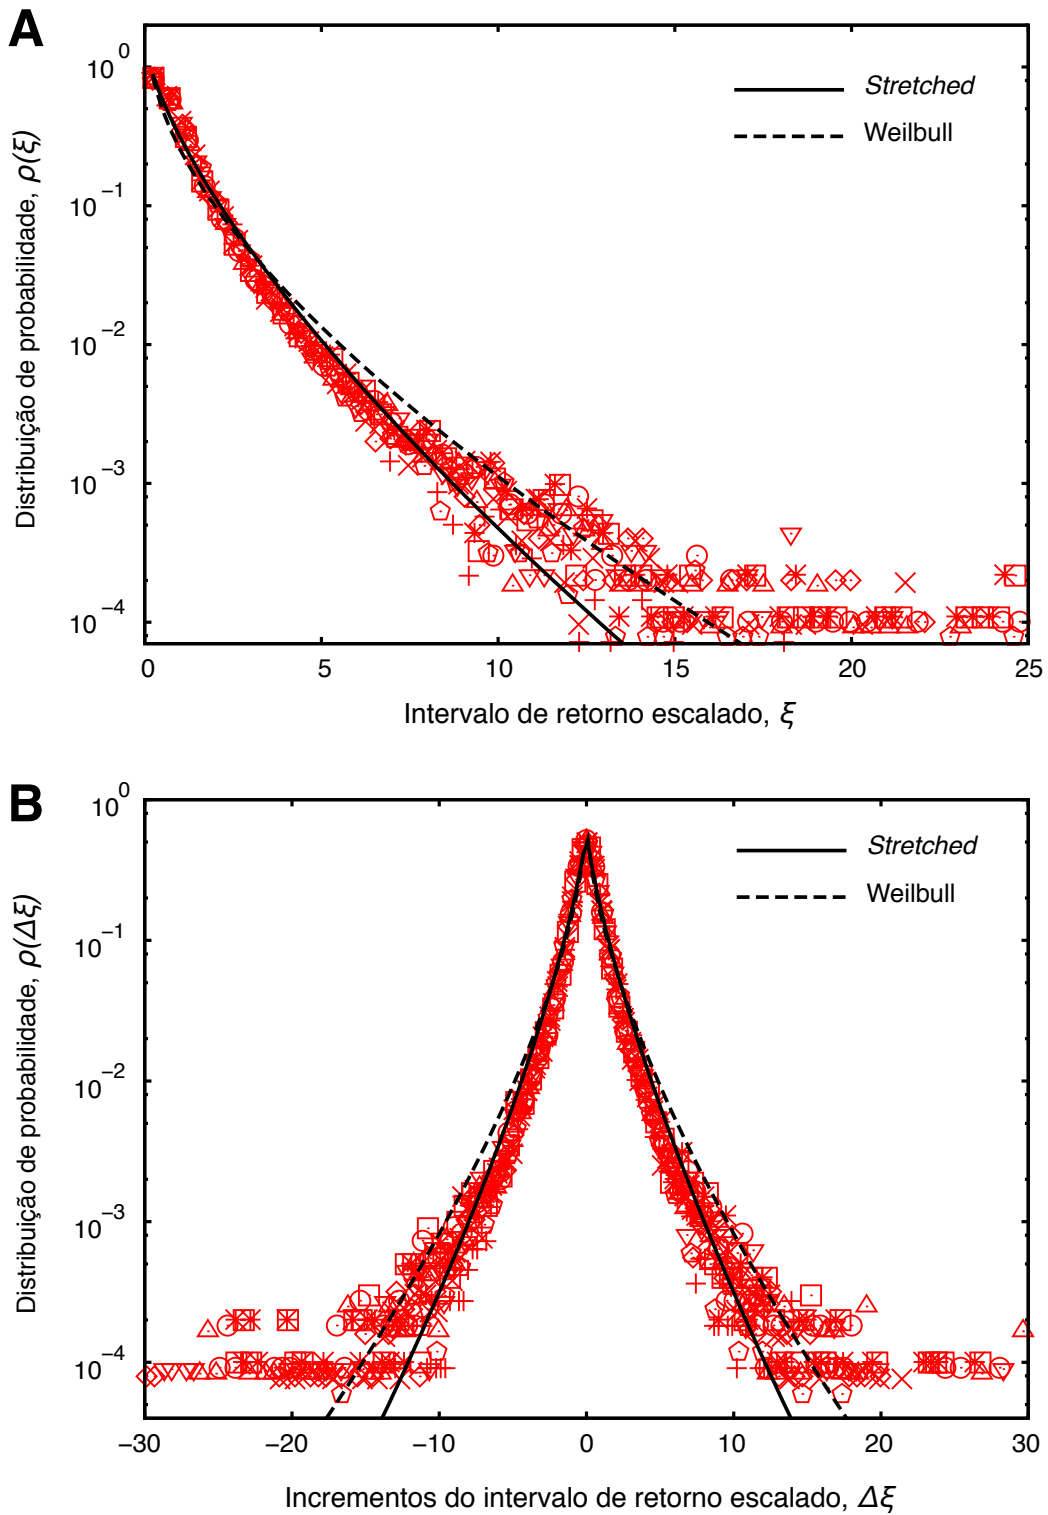 A
10^0
10^−1
10^−2
10^−3
10^−4
Distribuição de probabilidade, ρ(ξ)
Stretched
Weilbull
0 5 10 15 20 25
Intervalo de retorno escalado, ξ
B
10^0
10^−1
10^−2
10^−3
10^−4
Distribuição de probabilidade, ρ(Δξ)
Stretched
Weilbull
−30 −20 −10 0 10 20 30
Incrementos do intervalo de retorno escalado, Δξ